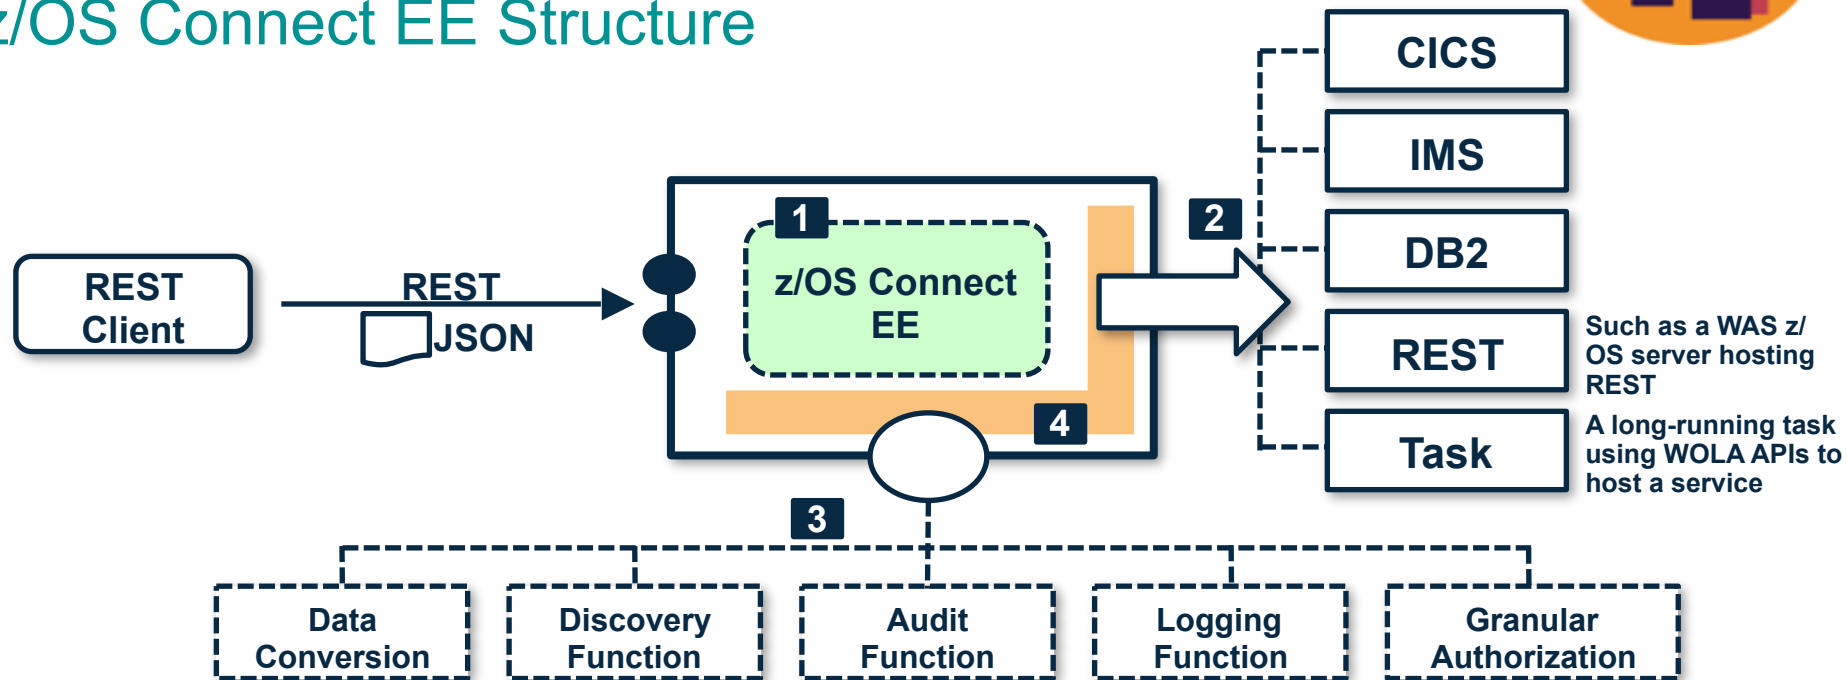 z/OS Connect EE Structure
CICS
IMS
DB2
REST
Such as a WAS z/
OS server hosting
REST
Task
A long-running task
using WOLA APIs to
host a service
2
1
z/OS Connect
EE
4
REST
Client
REST
JSON
3
Data
Conversion
Discovery
Function
Audit
Function
Logging
Function
Granular
Authorization